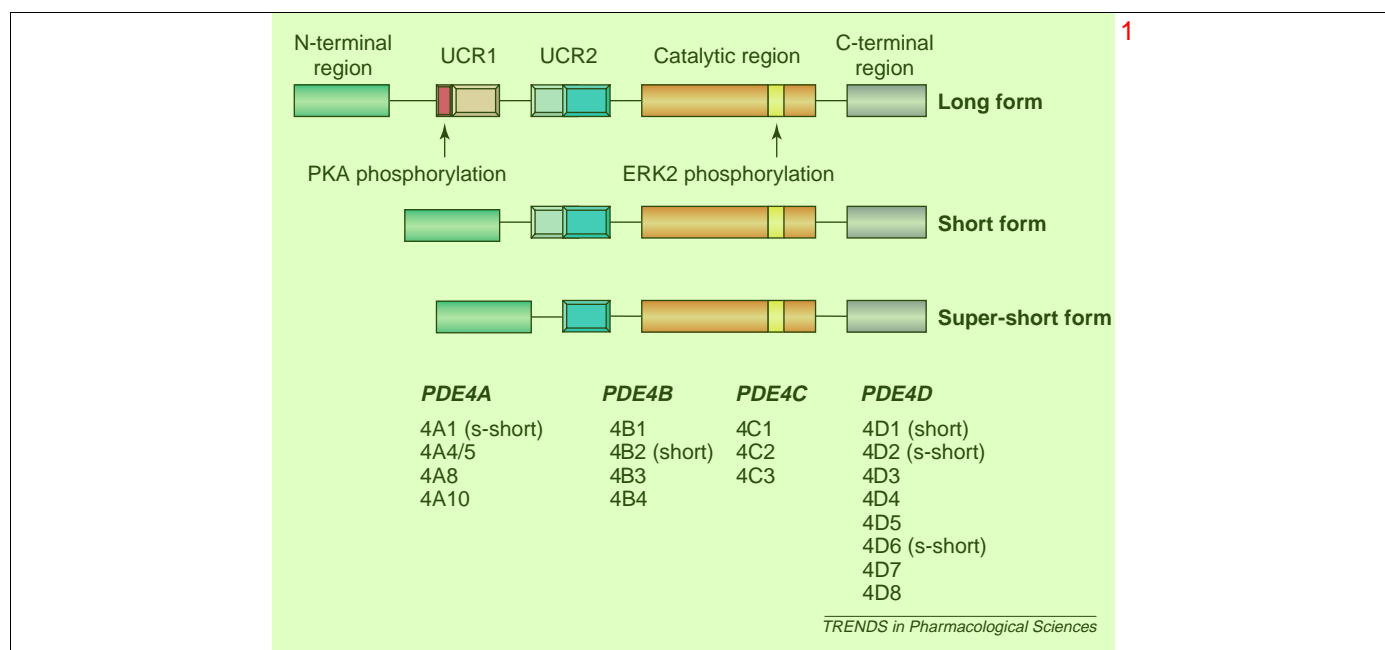 1
N-terminal region
UCR1
UCR2
Catalytic region
C-terminal region
Long form
PKA phosphorylation
ERK2 phosphorylation
Short form
Super-short form
PDE4A
4A1 (s-short)
4A4/5
4A8
4A10
PDE4B
4B1
4B2 (short)
4B3
4B4
PDE4C
4C1
4C2
4C3
PDE4D
4D1 (short)
4D2 (s-short)
4D3
4D4
4D5
4D6 (s-short)
4D7
4D8
TRENDS in Pharmacological Sciences